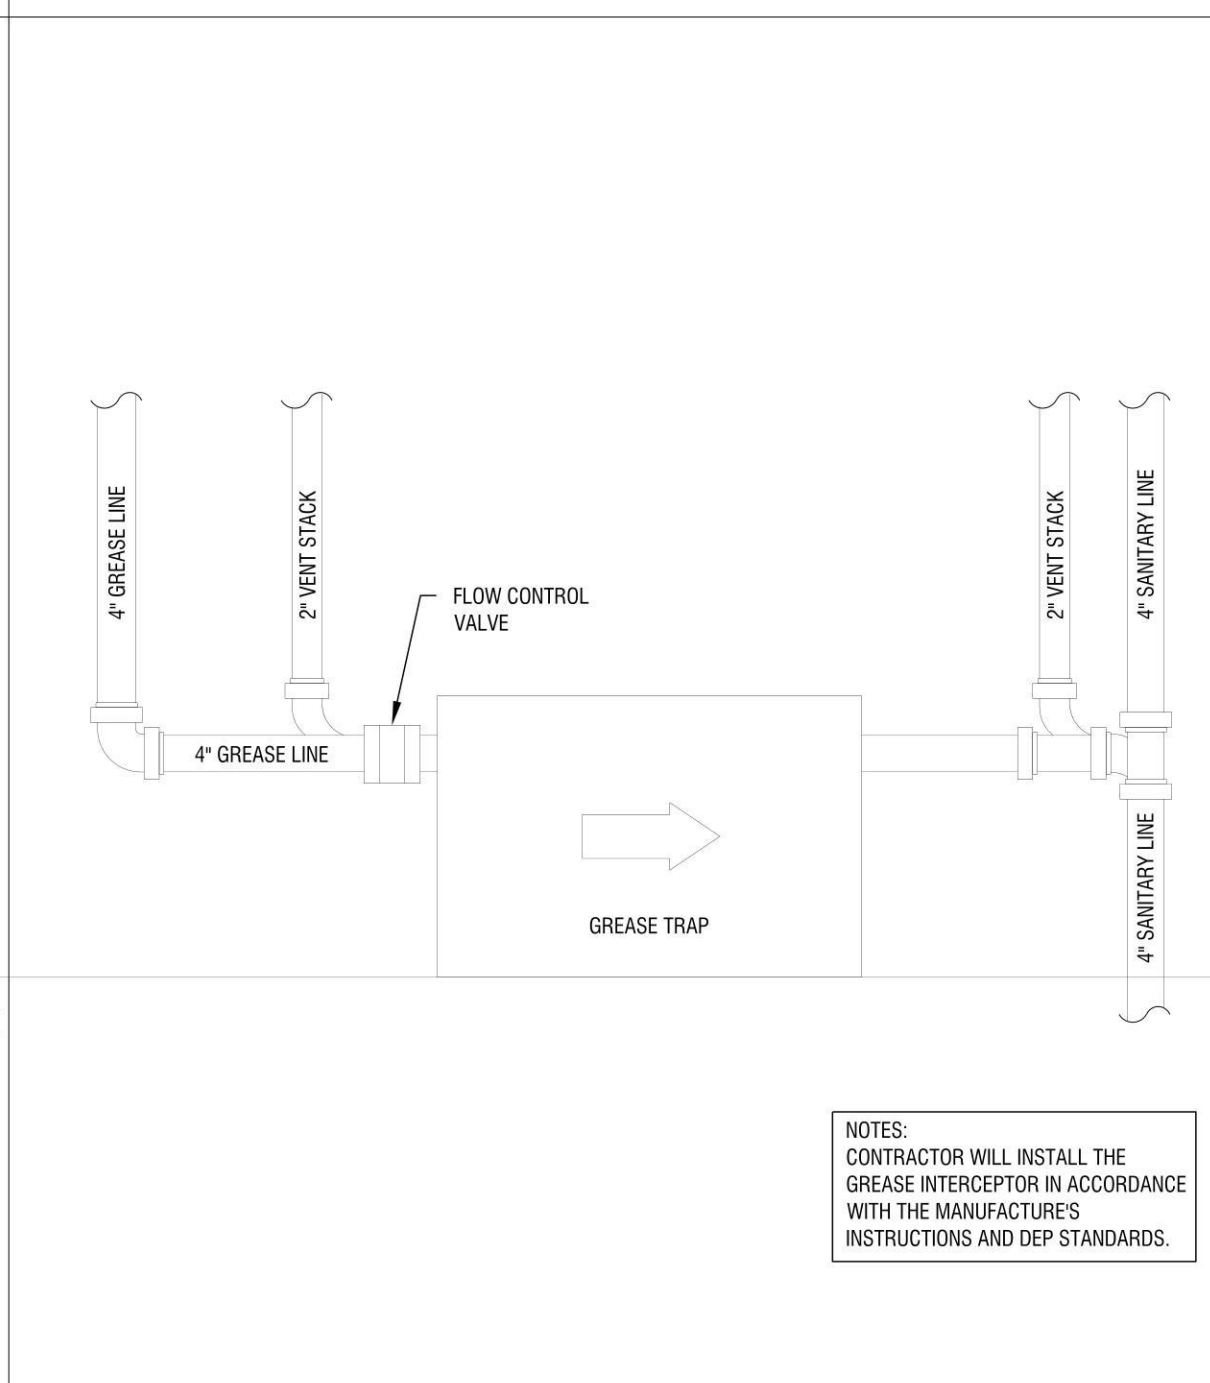 4" GREASE LINE
2" VENT STACK
2" VENT STACK
4" SANITARY LINE
FLOW CONTROL
VALVE
4" GREASE LINE
4" SANITARY LINE
GREASE TRAP
NOTES:
CONTRACTOR WILL INSTALL THE
GREASE INTERCEPTOR IN ACCORDANCE
WITH THE MANUFACTURE'S
INSTRUCTIONS AND DEP STANDARDS.